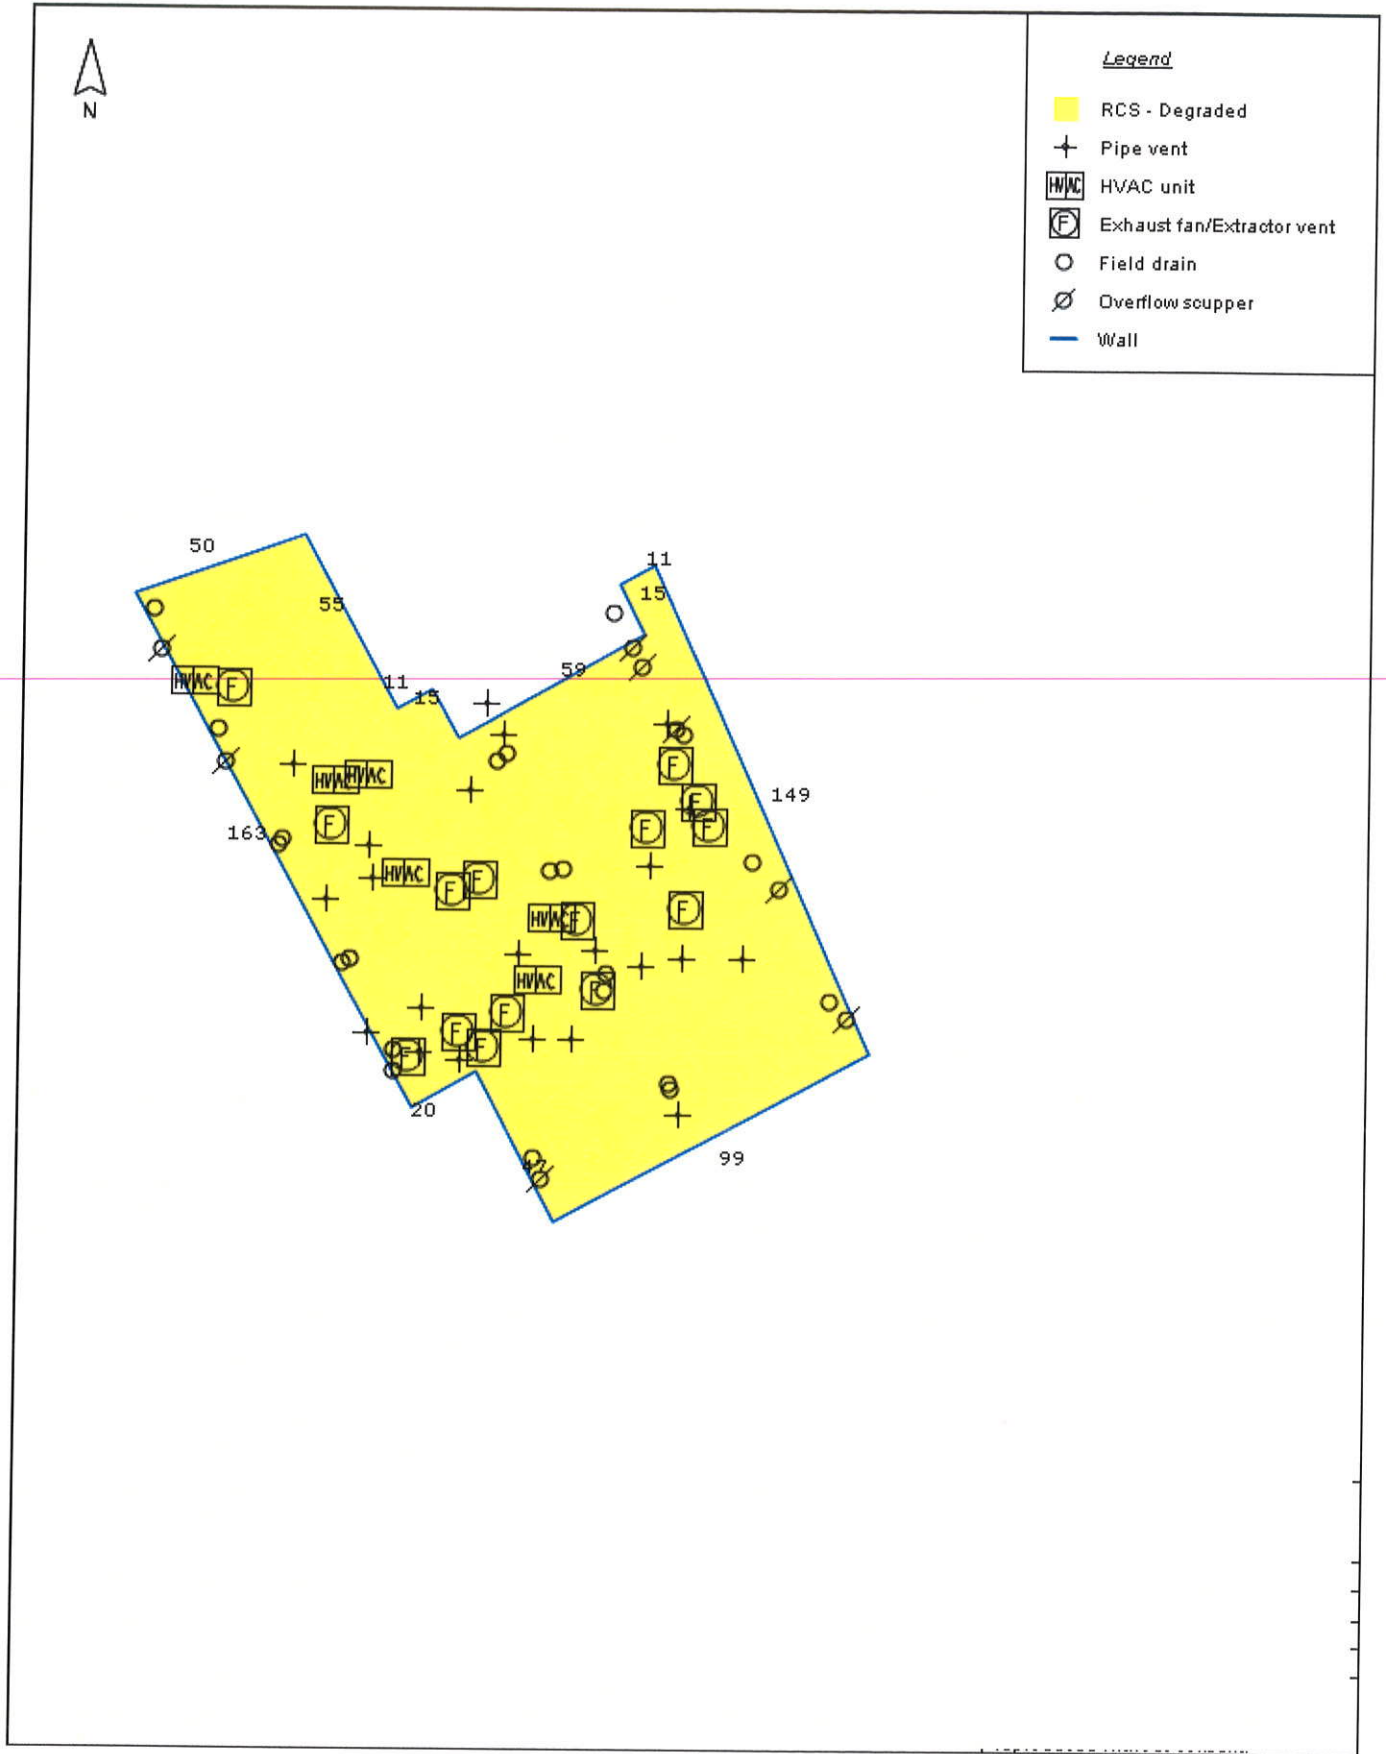 N
Legend
RCS - Degraded
Pipe vent
HVAC HVAC unit
F Exhaust fan/Extractor vent
Field drain
Overflow scupper
Wall
50
11
55
15
59
11
15
HVAC F
149
F
HVAC HVAC
F
F
F
F
163
HVAC
F
F
F
HVAC F
HVAC
F
F
F
F
F
20
99
47